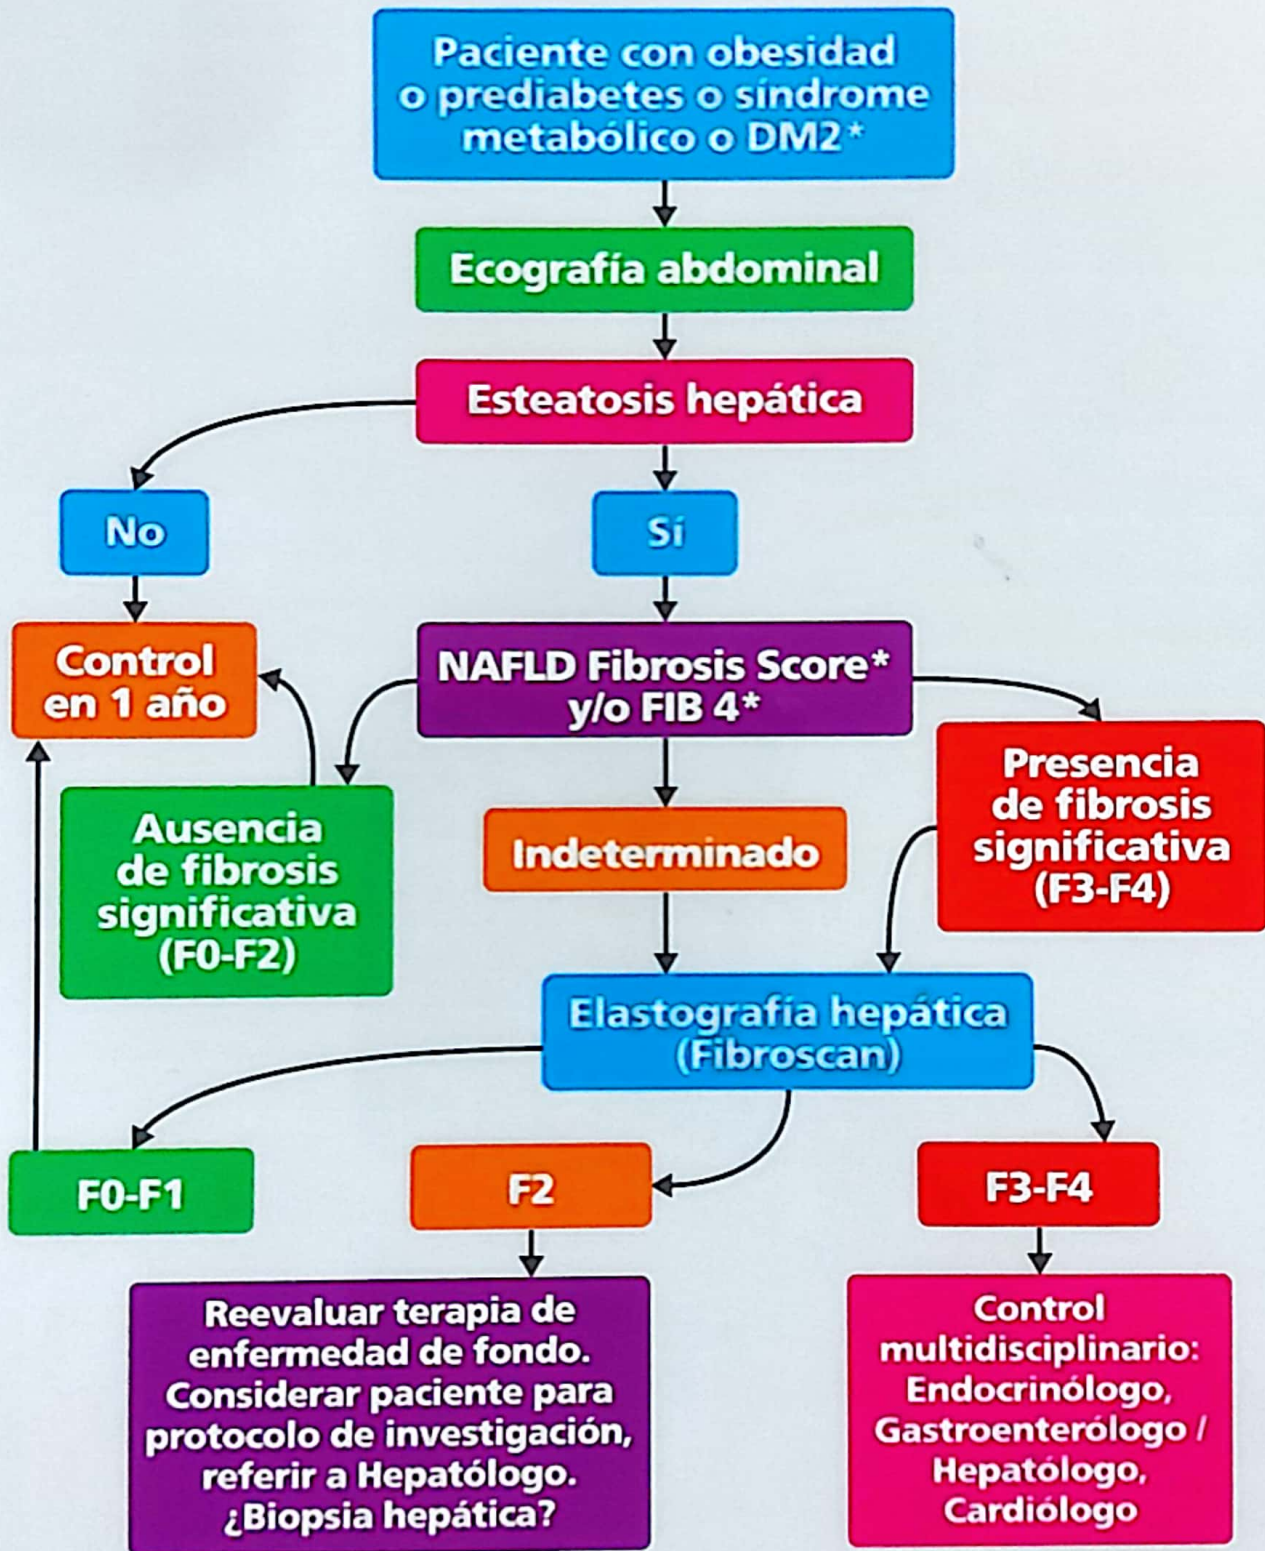 Paciente con obesidad
o prediabetes o síndrome
metabólico o DM2*
Ecografía abdominal
Esteatosis hepática
No
Sí
Control
en 1 año
NAFLD Fibrosis Score*
y/o FIB 4*
Ausencia
de fibrosis
significativa
(F0-F2)
Indeterminado
Presencia
de fibrosis
significativa
(F3-F4)
Elastografía hepática
(Fibroscan)
F0-F1
F2
F3-F4
Reevaluar terapia de
enfermedad de fondo.
Considerar paciente para
protocolo de investigación,
referir a Hepatólogo.
¿Biopsia hepática?
Control
multidisciplinario:
Endocrinólogo,
Gastroenterólogo /
Hepatólogo,
Cardiólogo